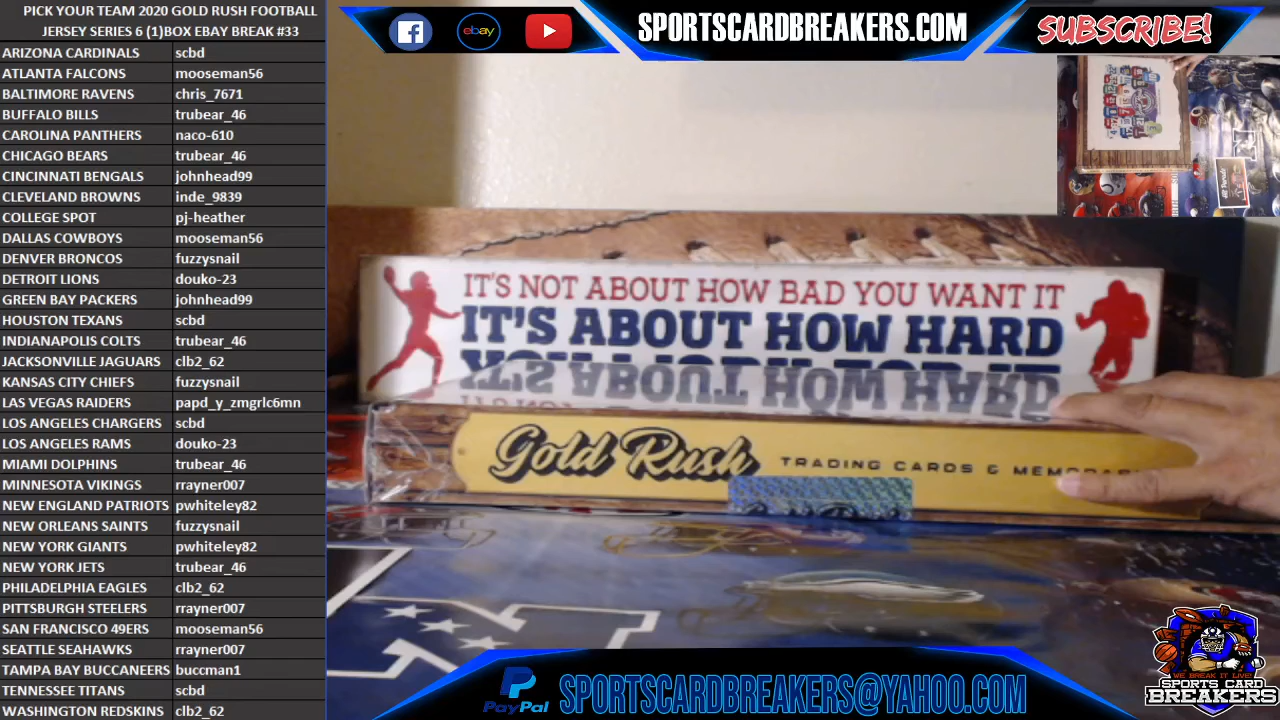 PICK YOUR TEAM 2020 GOLD RUSH FOOTBALL
JERSEY SERIES 6 (1)BOX EBAY BREAK #33
ARIZONA CARDINALS scbd
ATLANTA FALCONS mooseman56
BALTIMORE RAVENS chris_7671
BUFFALO BILLS trubear_46
CAROLINA PANTHERS naco-610
CHICAGO BEARS trubear_46
CINCINNATI BENGALS johnhead99
CLEVELAND BROWNS inde_9839
COLLEGE SPOT pj-heather
DALLAS COWBOYS mooseman56
DENVER BRONCOS fuzzysnail
DETROIT LIONS douko-23
GREEN BAY PACKERS johnhead99
HOUSTON TEXANS scbd
INDIANAPOLIS COLTS trubear_46
JACKSONVILLE JAGUARS clb2_62
KANSAS CITY CHIEFS fuzzysnail
LAS VEGAS RAIDERS papd_y_zmgrlc6mn
LOS ANGELES CHARGERS scbd
LOS ANGELES RAMS douko-23
MIAMI DOLPHINS trubear_46
MINNESOTA VIKINGS rrayner007
NEW ENGLAND PATRIOTS pwhiteley82
NEW ORLEANS SAINTS fuzzysnail
NEW YORK GIANTS pwhiteley82
NEW YORK JETS trubear_46
PHILADELPHIA EAGLES clb2_62
PITTSBURGH STEELERS rrayner007
SAN FRANCISCO 49ERS mooseman56
SEATTLE SEAHAWKS rrayner007
TAMPA BAY BUCCANEERS buccman1
TENNESSEE TITANS scbd
WASHINGTON REDSKINS clb2_62
ebay
SPORTSCARDBREAKERS.COM
SUBSCRIBE!
IT'S NOT ABOUT HOW BAD YOU WANT IT
IT'S ABOUT HOW HARD
Gold Rush TRADING CARDS &
PayPal SPORTSCARDBREAKERS@YAHOO.COM
WE BREAK IT LIVE!
SPORTS CARD
BREAKERS